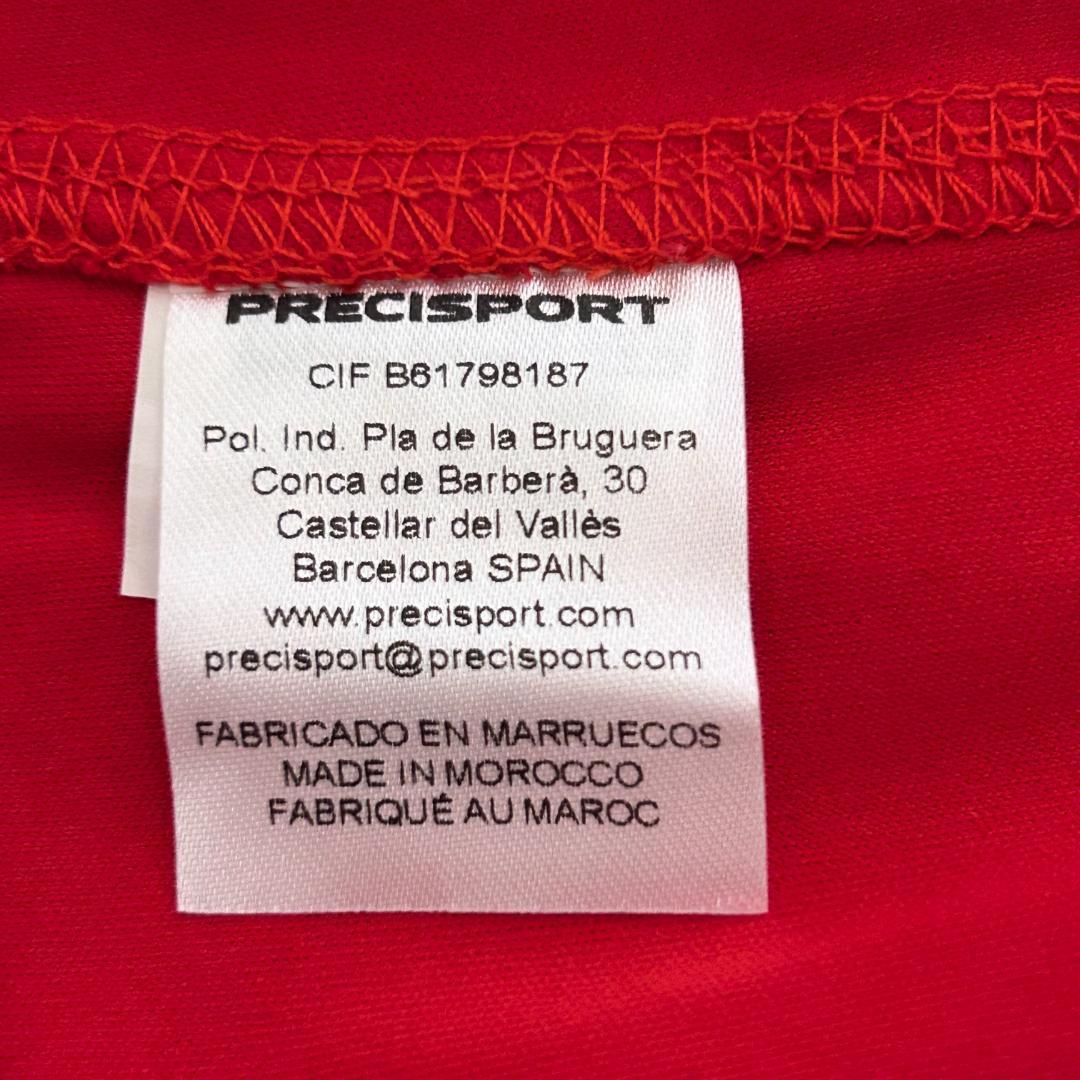 PRECISPORT
CIF B61798187
Pol. Ind. Pla de la Bruguera
Conca de Barberà, 30
Castellar del Vallès
Barcelona SPAIN
www.precisport.com
precisport@precisport.com
FABRICADO EN MARRUECOS
MADE IN MOROCCO
FABRIQUÉ AU MAROC